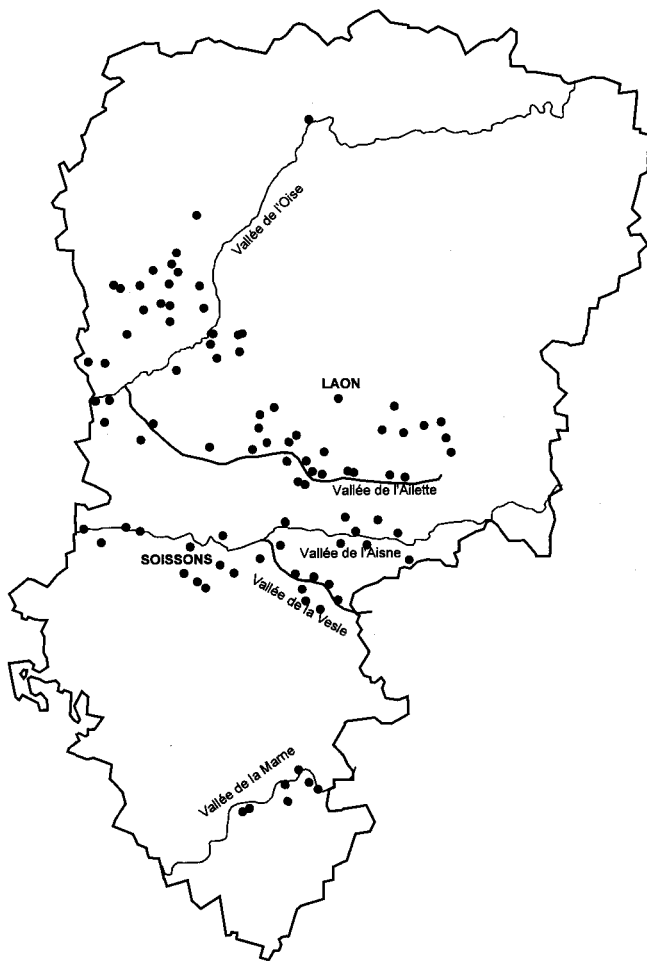 Vallée de l'Oise
LAON
Vallée de l'Ailette
Vallée de l'Aisne
SOISSONS
Vallée de la Vesle
Vallée de la Marne